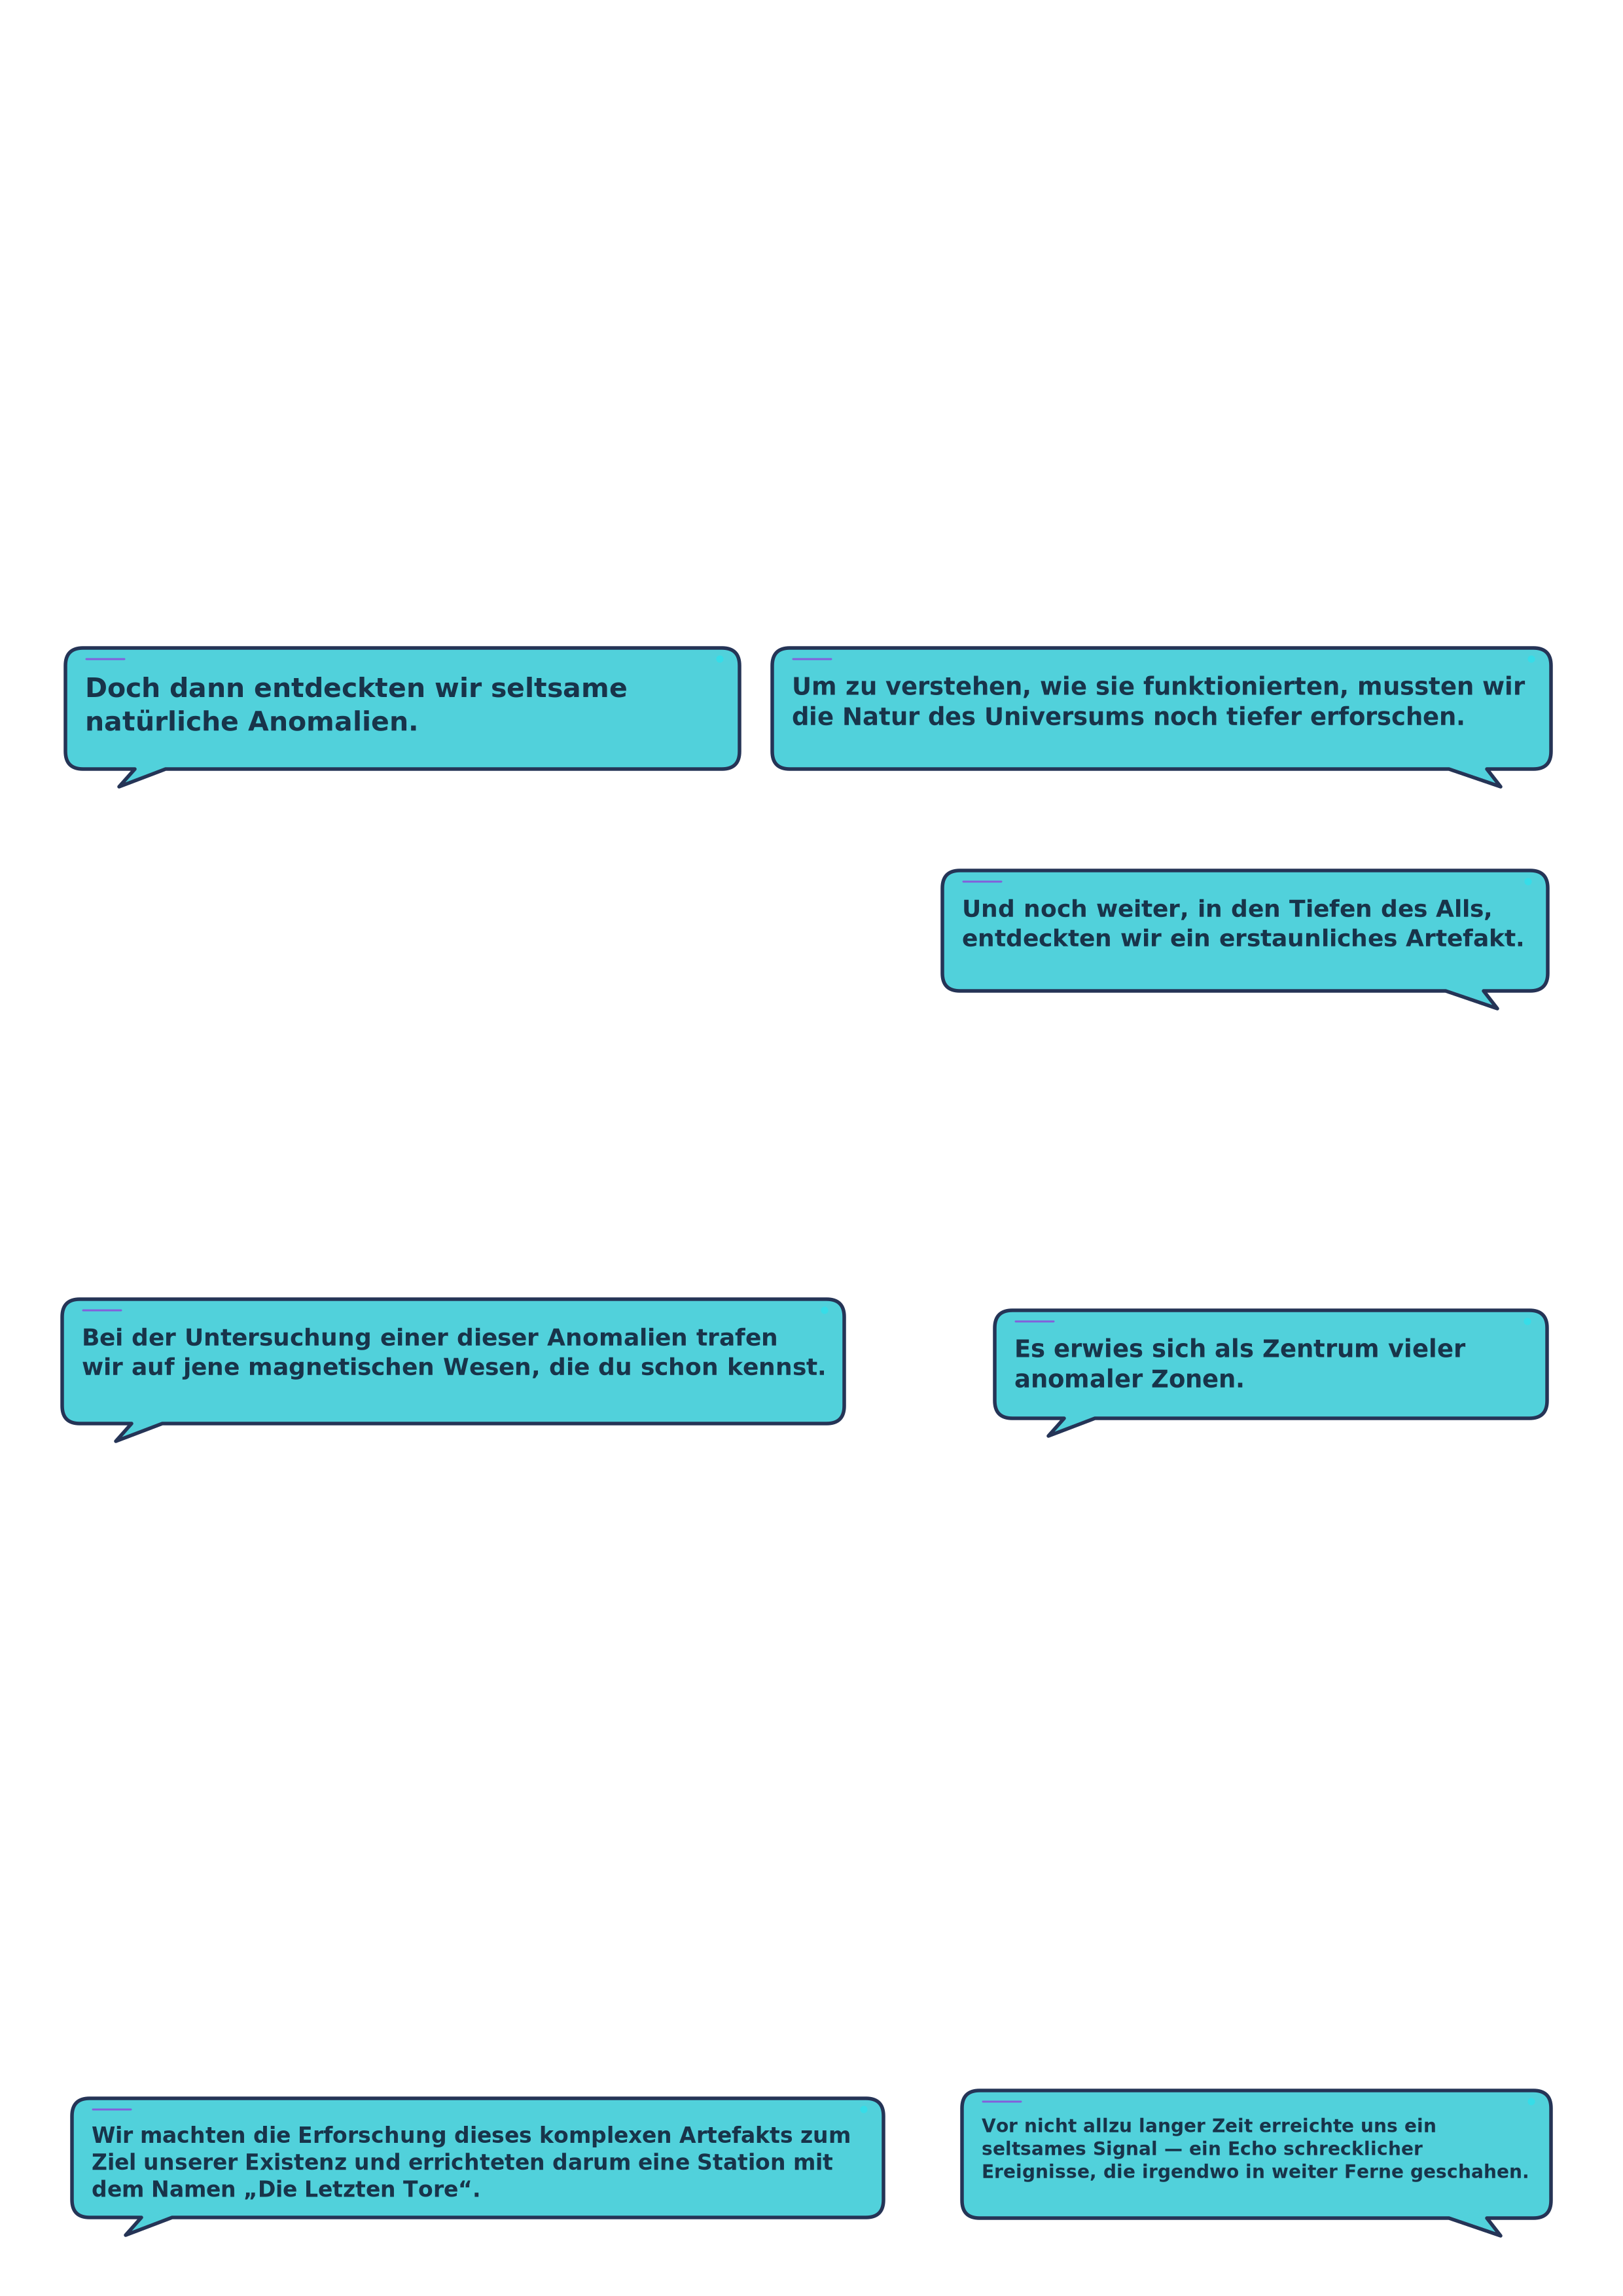 Doch dann entdeckten wir seltsame
natürliche Anomalien.
Um zu verstehen, wie sie funktionierten, mussten wir
die Natur des Universums noch tiefer erforschen.
Und noch weiter, in den Tiefen des Alls,
entdeckten wir ein erstaunliches Artefakt.
Bei der Untersuchung einer dieser Anomalien trafen
wir auf jene magnetischen Wesen, die du schon kennst.
Es erwies sich als Zentrum vieler
anomaler Zonen.
Wir machten die Erforschung dieses komplexen Artefakts zum
Ziel unserer Existenz und errichteten darum eine Station mit
dem Namen „Die Letzten Tore“.
Vor nicht allzu langer Zeit erreichte uns ein
seltsames Signal — ein Echo schrecklicher
Ereignisse, die irgendwo in weiter Ferne geschahen.